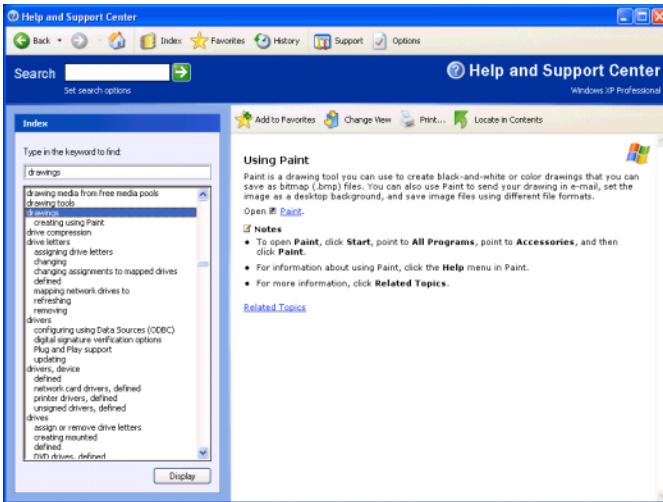 Help and Support Center
Back
Index
Favorites
History
Support
Options
Search
Set search options
Help and Support Center
Windows XP Professional
Index
Type in the keyword to find:
drawings
drawing media from free media pools
drawing tools
drawings
creating using Paint
drive compression
drive letters
assigning drive letters
changing
changing assignments to mapped drives
defined
mapping network drives to
refreshing
removing
drivers
configuring using Data Sources (ODBC)
digital signature verification options
Plug and Play support
updating
drivers, device
defined
network card drivers, defined
printer drivers, defined
unsigned drivers, defined
drives
assign or remove drive letters
creating mounted
defined
DVD drives, defined
Display
Add to Favorites
Change View
Print...
Locate in Contents
Using Paint
Paint is a drawing tool you can use to create black-and-white or color drawings that you can
save as bitmap (.bmp) files. You can also use Paint to send your drawing in e-mail, set the
image as a desktop background, and save image files using different file formats.
Open Paint.
Notes
• To open Paint, click Start, point to All Programs, point to Accessories, and then
click Paint.
• For information about using Paint, click the Help menu in Paint.
• For more information, click Related Topics.
Related Topics